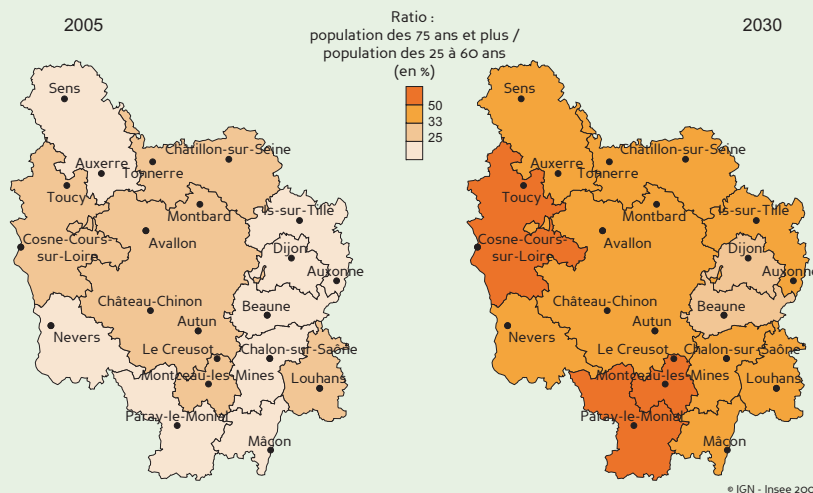 2005
Ratio :
population des 75 ans et plus /
population des 25 à 60 ans
(en %)
2030
50
33
25
Sens
Auxerre
Tonnerre
Châtillon-sur-Seine
Toucy
Montbard
Is-sur-Tille
Cosne-Cours-
sur-Loire
Avallon
Dijon
Auxonne
Château-Chinon
Beaune
Nevers
Autun
Le Creusot
Chalon-sur-Saône
Montceau-les-Mines
Louhans
Paray-le-Monial
Mâcon
Sens
Auxerre
Tonnerre
Châtillon-sur-Seine
Toucy
Montbard
Is-sur-Tille
Cosne-Cours-
sur-Loire
Avallon
Dijon
Auxonne
Château-Chinon
Beaune
Nevers
Autun
Le Creusot
Chalon-sur-Saône
Montceau-les-Mines
Louhans
Paray-le-Monial
Mâcon
© IGN - Insee 200